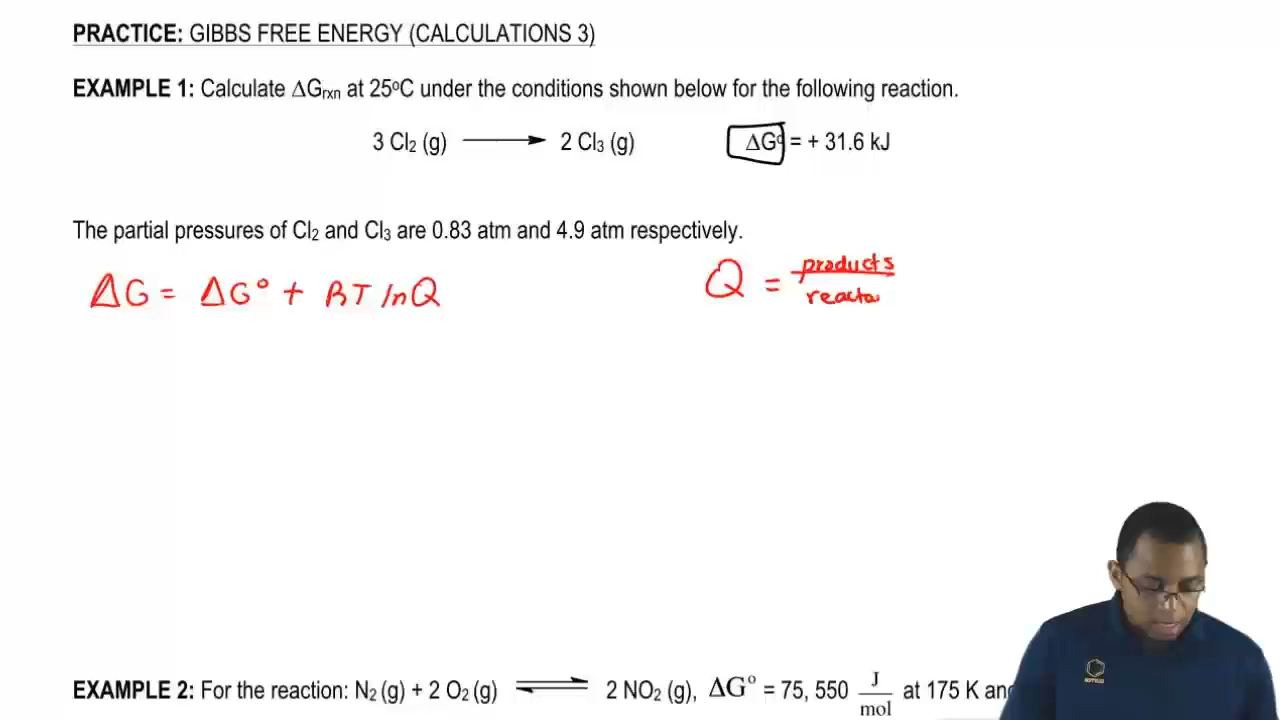 PRACTICE: GIBBS FREE ENERGY (CALCULATIONS 3)
EXAMPLE 1: Calculate ΔGrxn at 25°C under the conditions shown below for the following reaction.
3 Cl₂ (g) ⟶ 2 Cl₃ (g) ΔG° = + 31.6 kJ
The partial pressures of Cl₂ and Cl₃ are 0.83 atm and 4.9 atm respectively.
ΔG = ΔG° + RT lnQ Q = products / reacta
EXAMPLE 2: For the reaction: N₂ (g) + 2 O₂ (g) ⇌ 2 NO₂ (g), ΔG° = 75, 550 J/mol at 175 K and